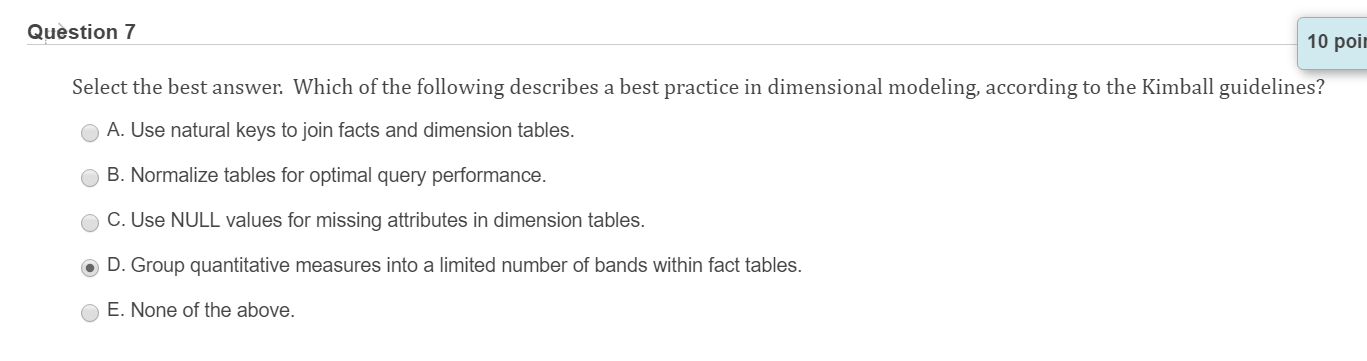 Question 7
10 poi
Select the best answer. Which of the following describes a best practice in dimensional modeling, according to the Kimball guidelines?
A. Use natural keys to join facts and dimension tables.
B. Normalize tables for optimal query performance.
C. Use NULL values for missing attributes in dimension tables.
D. Group quantitative measures into a limited number of bands within fact tables.
E. None of the above.